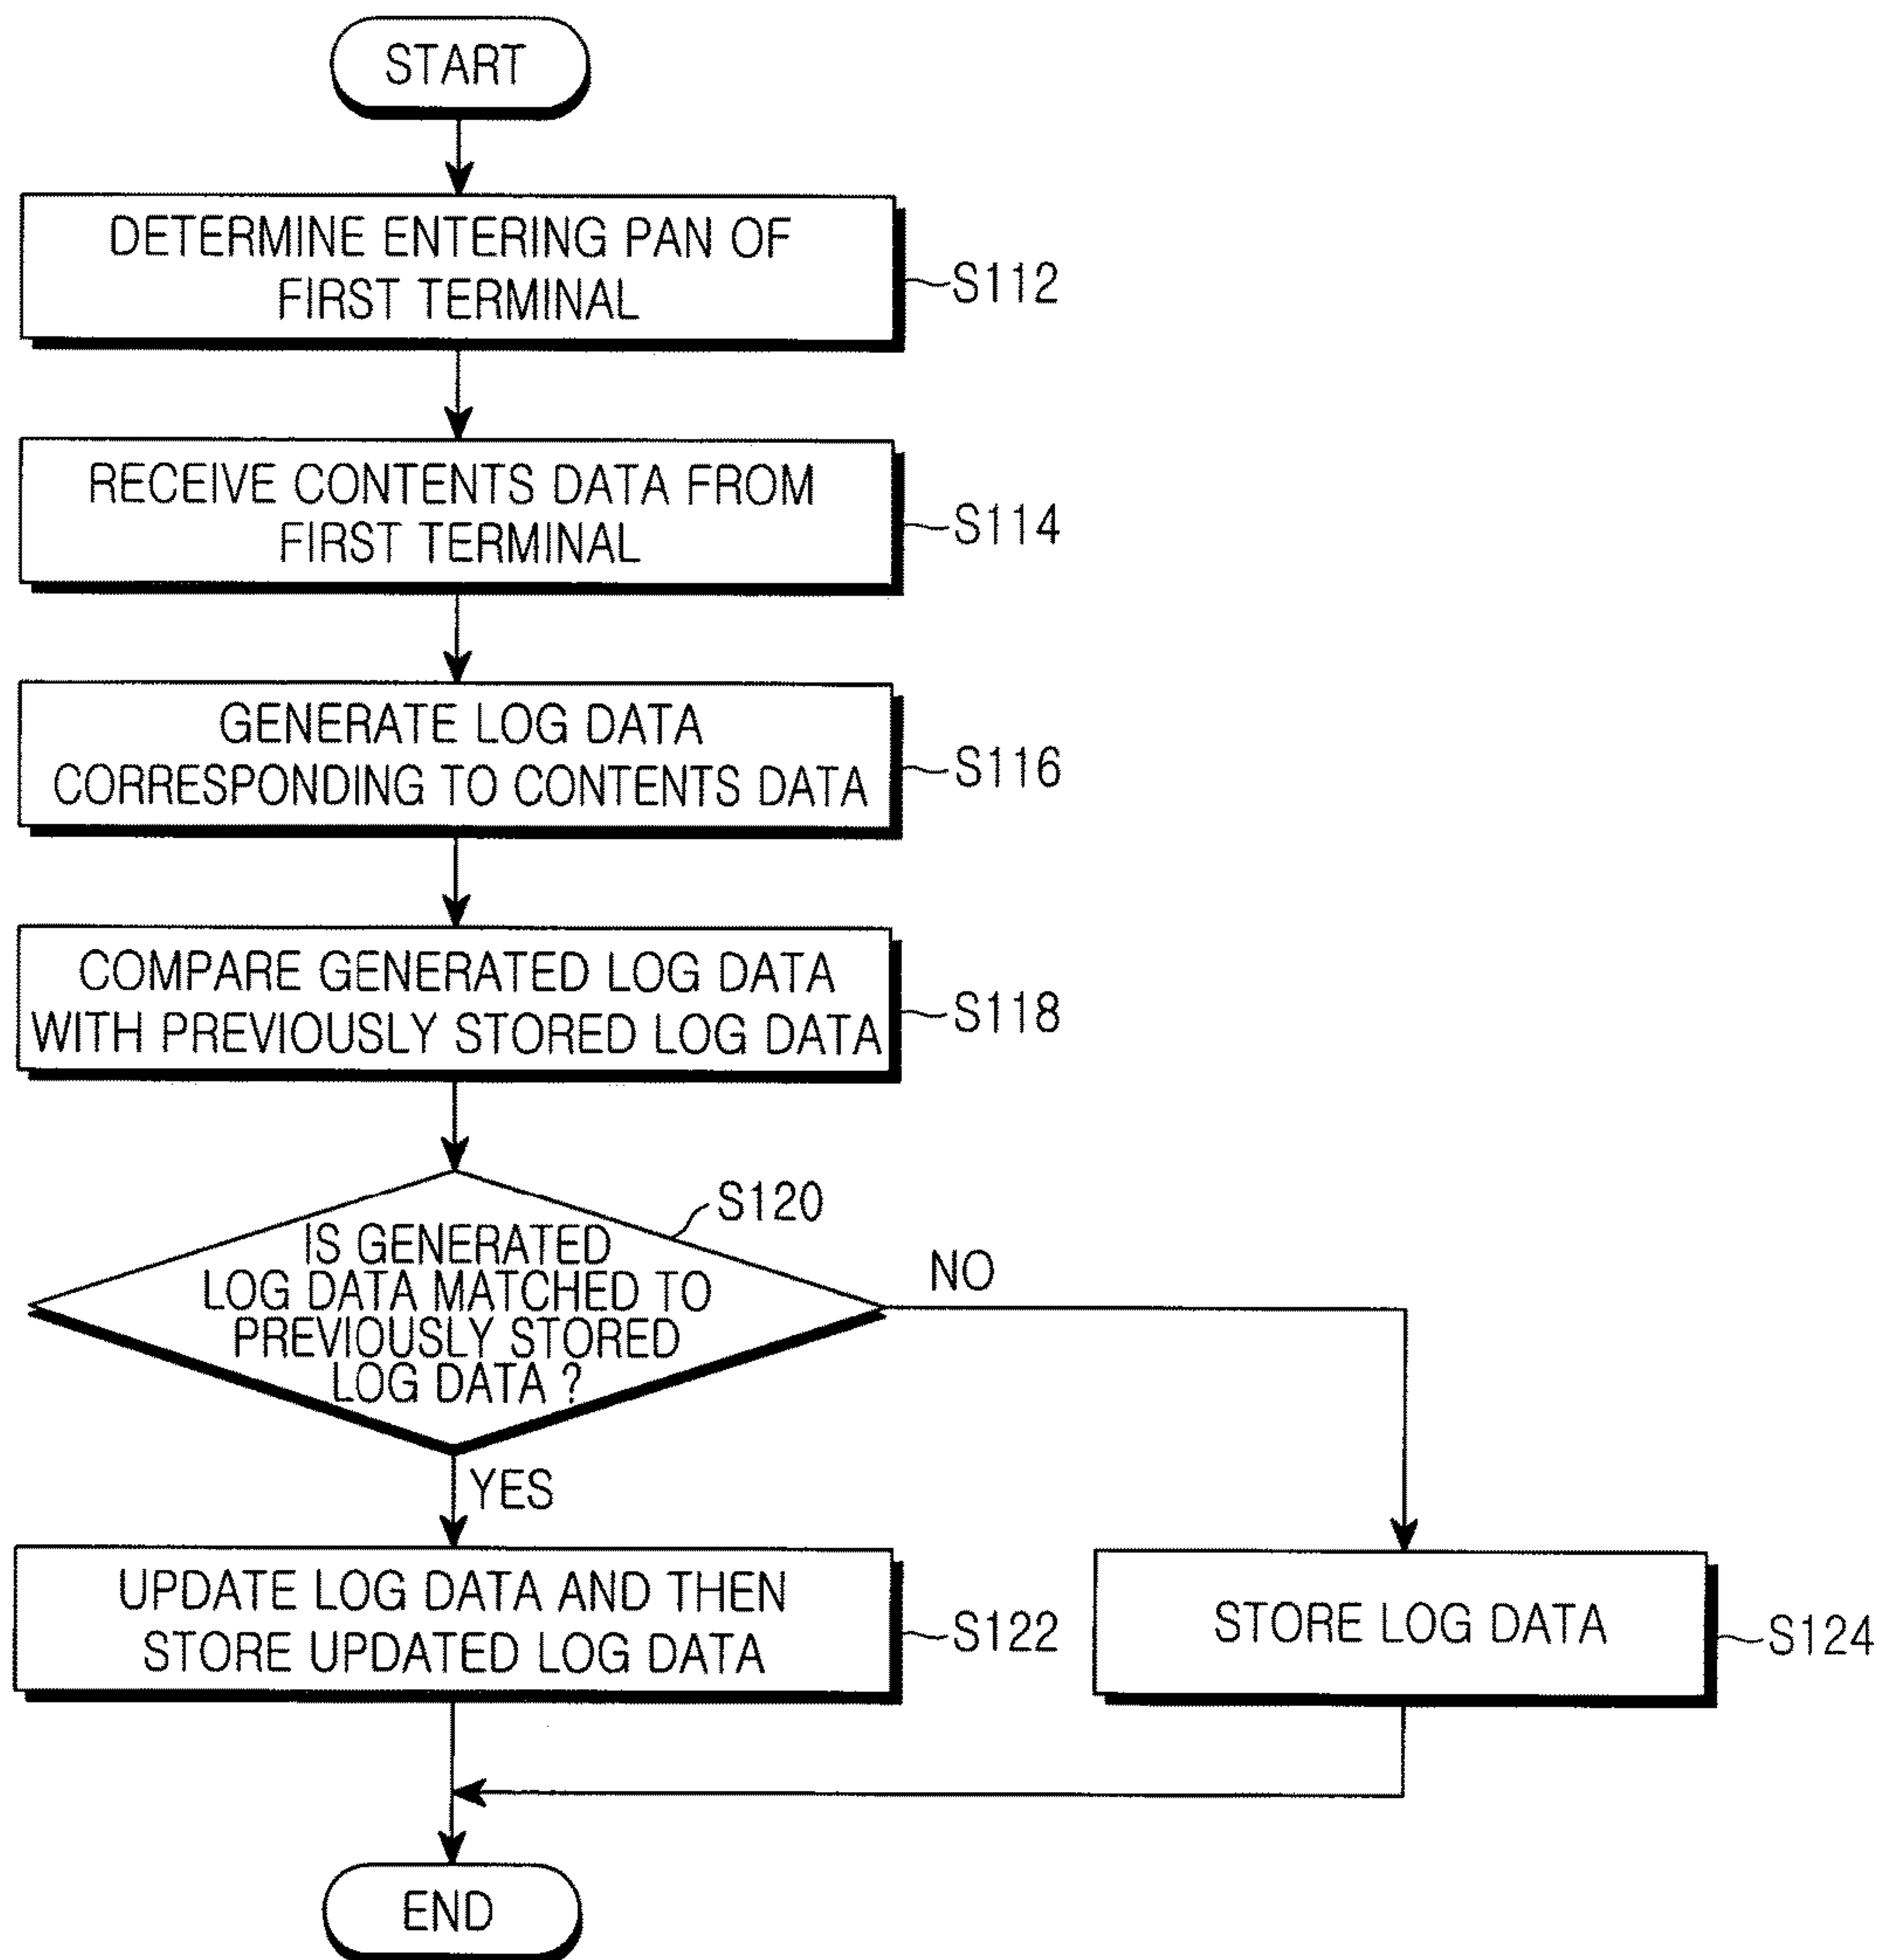 START
DETERMINE ENTERING PAN OF
FIRST TERMINAL
S112
RECEIVE CONTENTS DATA FROM
FIRST TERMINAL
S114
GENERATE LOG DATA
CORRESPONDING TO CONTENTS DATA
S116
COMPARE GENERATED LOG DATA
WITH PREVIOUSLY STORED LOG DATA
S118
S120
IS GENERATED
LOG DATA MATCHED TO
PREVIOUSLY STORED
LOG DATA ?
NO
YES
UPDATE LOG DATA AND THEN
STORE UPDATED LOG DATA
S122
STORE LOG DATA
S124
END